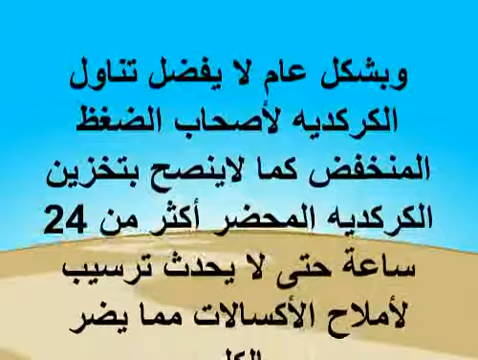 وبشكل عام لا يفضل تناول
الكركديه لأصحاب الضغظ
المنخفض كما لاينصح بتخزين
الكركديه المحضر أكثر من 24
ساعة حتى لا يحدث ترسيب
لأملاح الأكسالات مما يضر